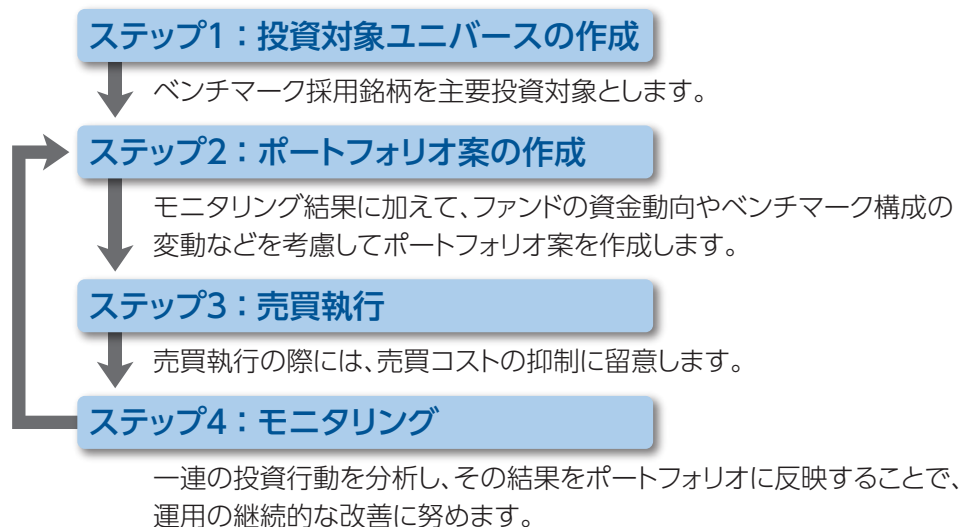 ステップ1：投資対象ユニバースの作成
ベンチマーク採用銘柄を主要投資対象とします。
ステップ2：ポートフォリオ案の作成
モニタリング結果に加えて、ファンドの資金動向やベンチマーク構成の
変動などを考慮してポートフォリオ案を作成します。
ステップ3：売買執行
売買執行の際には、売買コストの抑制に留意します。
ステップ4：モニタリング
一連の投資行動を分析し、その結果をポートフォリオに反映することで、
運用の継続的な改善に努めます。